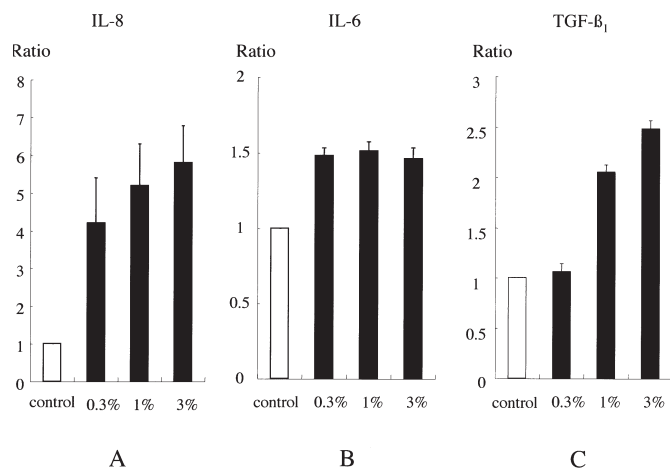 IL-8
Ratio
8
7
6
5
4
3
2
1
0
control 0.3% 1% 3%
A
IL-6
Ratio
2
1.5
1
0.5
0
control 0.3% 1% 3%
B
TGF-ß₁
Ratio
3
2.5
2
1.5
1
0.5
0
control 0.3% 1% 3%
C